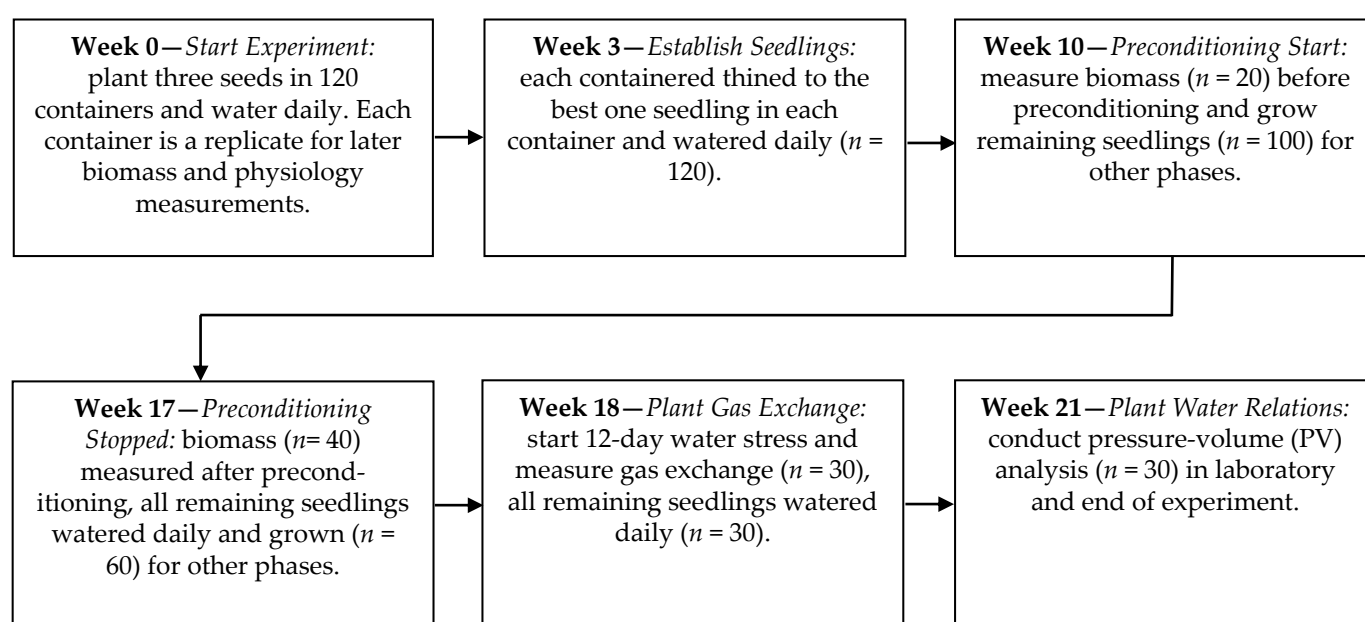 Week 0—Start Experiment:
plant three seeds in 120
containers and water daily. Each
container is a replicate for later
biomass and physiology
measurements.
Week 3—Establish Seedlings:
each containered thined to the
best one seedling in each
container and watered daily (n =
120).
Week 10—Preconditioning Start:
measure biomass (n = 20) before
preconditioning and grow
remaining seedlings (n = 100) for
other phases.
Week 17—Preconditioning
Stopped: biomass (n= 40)
measured after precond-
itioning, all remaining seedlings
watered daily and grown (n =
60) for other phases.
Week 18—Plant Gas Exchange:
start 12-day water stress and
measure gas exchange (n = 30),
all remaining seedlings watered
daily (n = 30).
Week 21—Plant Water Relations:
conduct pressure-volume (PV)
analysis (n = 30) in laboratory
and end of experiment.